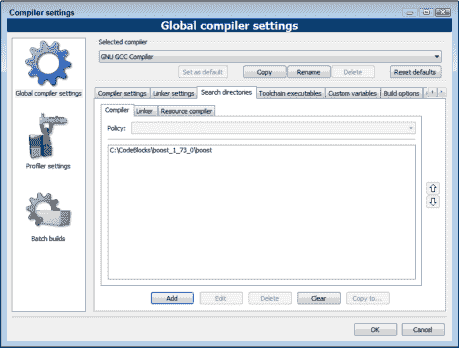 Compiler settings
Global compiler settings
Selected compiler
GNU GCC Compiler
Set as default
Copy
Rename
Delete
Reset defaults
Global compiler settings
Profiler settings
Batch builds
Compiler settings
Linker settings
Search directories
Toolchain executables
Custom variables
Build options
Compiler
Linker
Resource compiler
Policy:
C:\CodeBlocks\boost_1_73_0\boost
Add
Edit
Delete
Clear
Copy to...
OK
Cancel